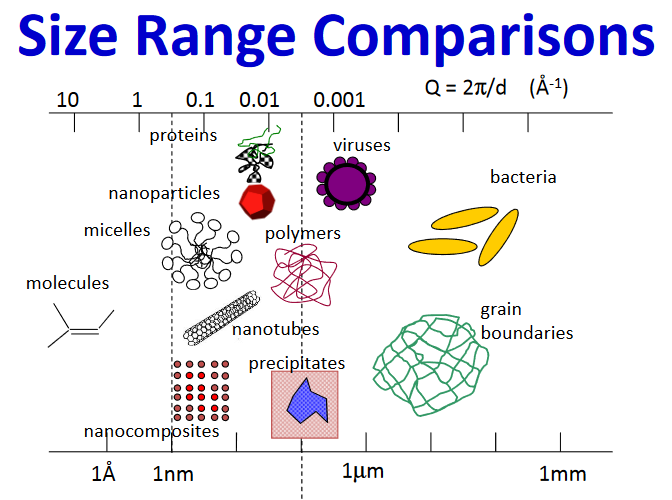 Size Range Comparisons
Q = 2π/d (Å-1)
10 1 0.1 0.01 0.001
proteins
viruses
bacteria
nanoparticles
micelles
polymers
molecules
grain
boundaries
nanotubes
precipitates
nanocomposites
1Å 1nm 1μm 1mm